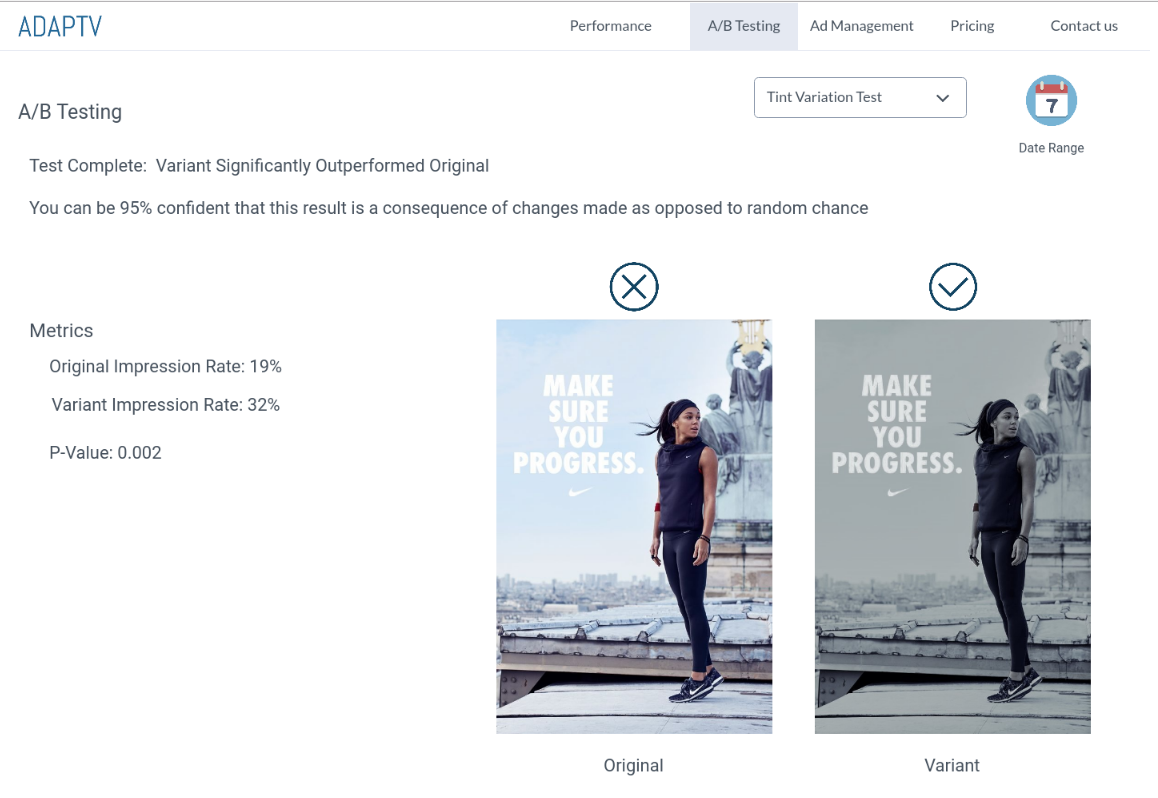 ADAPTV
Performance
A/B Testing
Ad Management
Pricing
Contact us
A/B Testing
Tint Variation Test
7
Date Range
Test Complete: Variant Significantly Outperformed Original
You can be 95% confident that this result is a consequence of changes made as opposed to random chance
Metrics
Original Impression Rate: 19%
Variant Impression Rate: 32%
P-Value: 0.002
MAKE
SURE
YOU
PROGRESS.
MAKE
SURE
YOU
PROGRESS.
Original
Variant